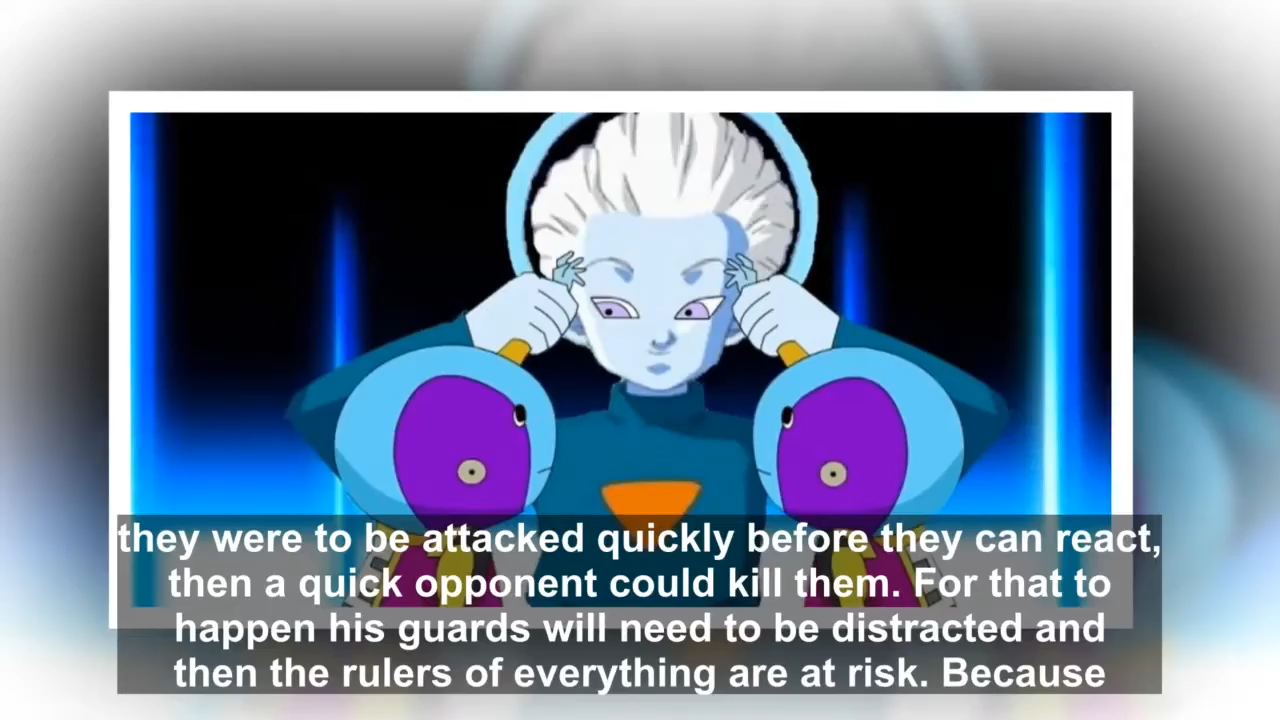 they were to be attacked quickly before they can react,
then a quick opponent could kill them. For that to
happen his guards will need to be distracted and
then the rulers of everything are at risk. Because